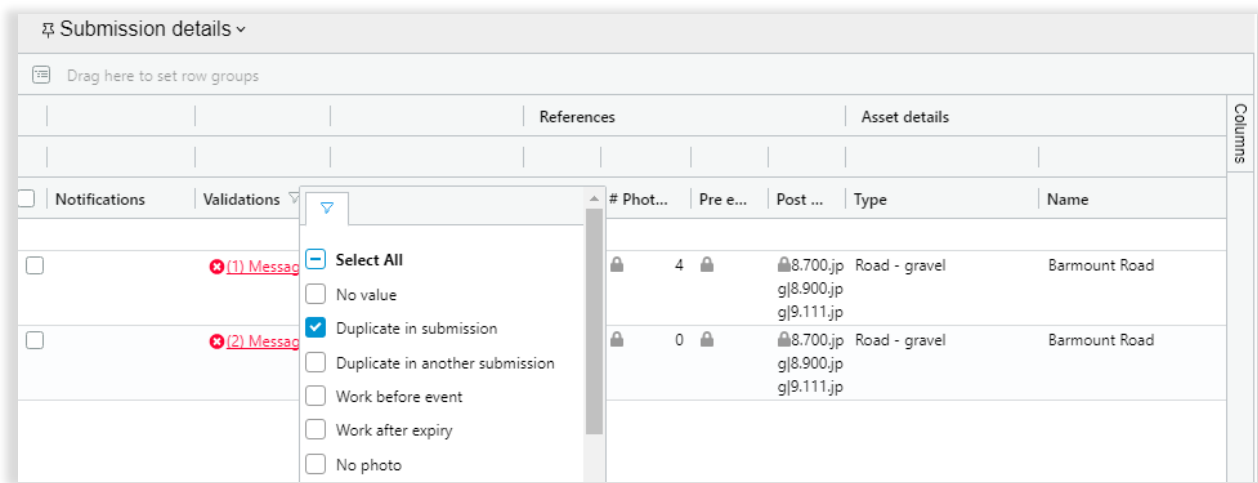 Submission details
Drag here to set row groups
References
Asset details
Columns
Notifications
Validations
# Phot...
Pre e...
Post ...
Type
Name
Select All
No value
Duplicate in submission
Duplicate in another submission
Work before event
Work after expiry
No photo
(1) Messag
4
8.700.jp
g|8.900.jp
g|9.111.jp
Road - gravel
Barmount Road
(2) Messag
0
8.700.jp
g|8.900.jp
g|9.111.jp
Road - gravel
Barmount Road